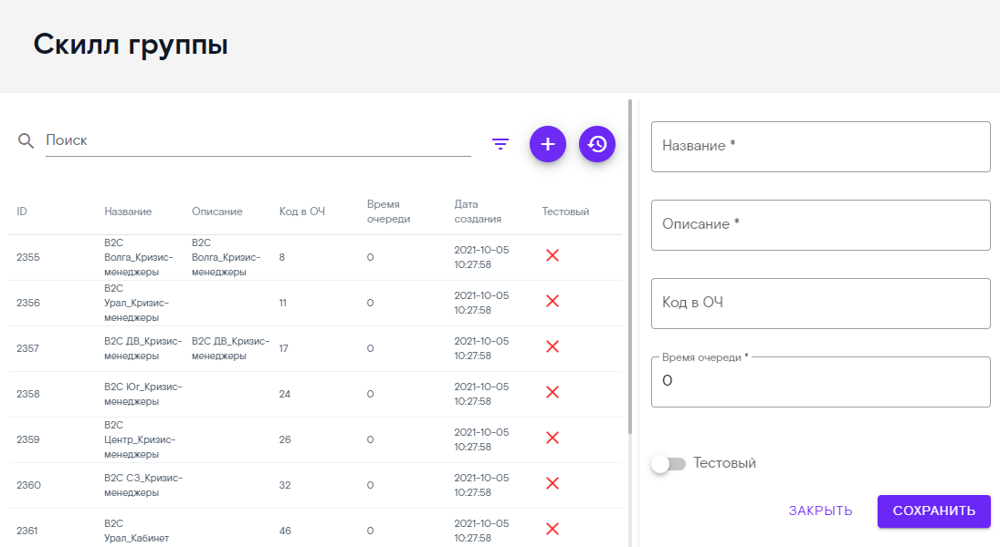 Скилл группы
Поиск
ID Название Описание Код в ОЧ Время очереди Дата создания Тестовый
2355 B2C Волга_Кризис-менеджеры B2C Волга_Кризис-менеджеры 8 0 2021-10-05 10:27:58
2356 B2C Урал_Кризис-менеджеры 11 0 2021-10-05 10:27:58
2357 B2C ДВ_Кризис-менеджеры B2C ДВ_Кризис-менеджеры 17 0 2021-10-05 10:27:58
2358 B2C Юг_Кризис-менеджеры 24 0 2021-10-05 10:27:58
2359 B2C Центр_Кризис-менеджеры 26 0 2021-10-05 10:27:58
2360 B2C СЗ_Кризис-менеджеры 32 0 2021-10-05 10:27:58
2361 B2C Урал_Кабинет 46 0 2021-10-05 10:27:58
Название *
Описание *
Код в ОЧ
Время очереди *
0
Тестовый
ЗАКРЫТЬ СОХРАНИТЬ